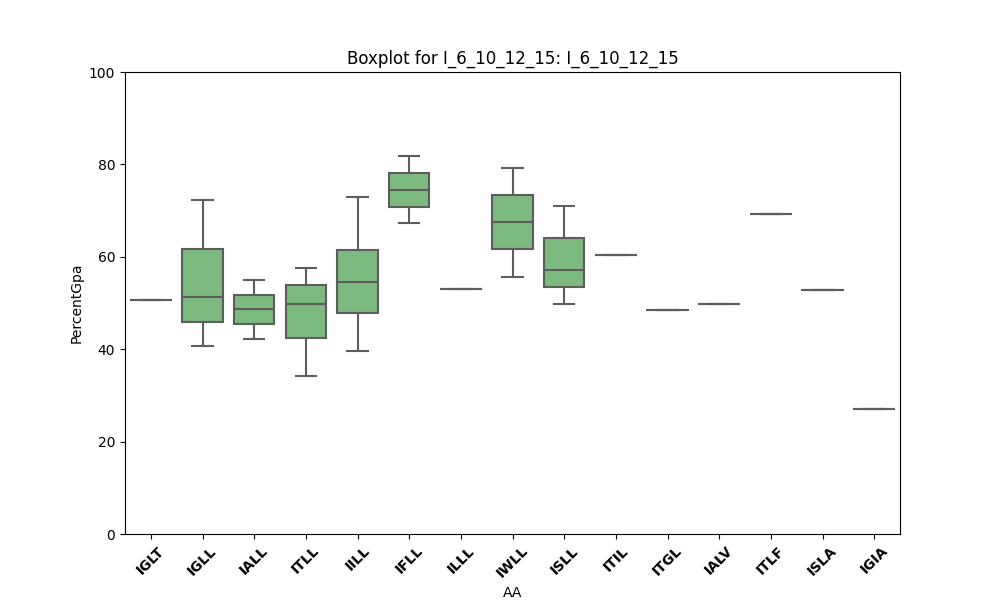 Boxplot for I_6_10_12_15: I_6_10_12_15
100
80
60
40
20
0
PercentGpa
IGLT IGLL IALL ITLL IILL IFLL ILLL IWLL ISLL ITIL ITGL IALV ITLF ISLA IGIA
AA